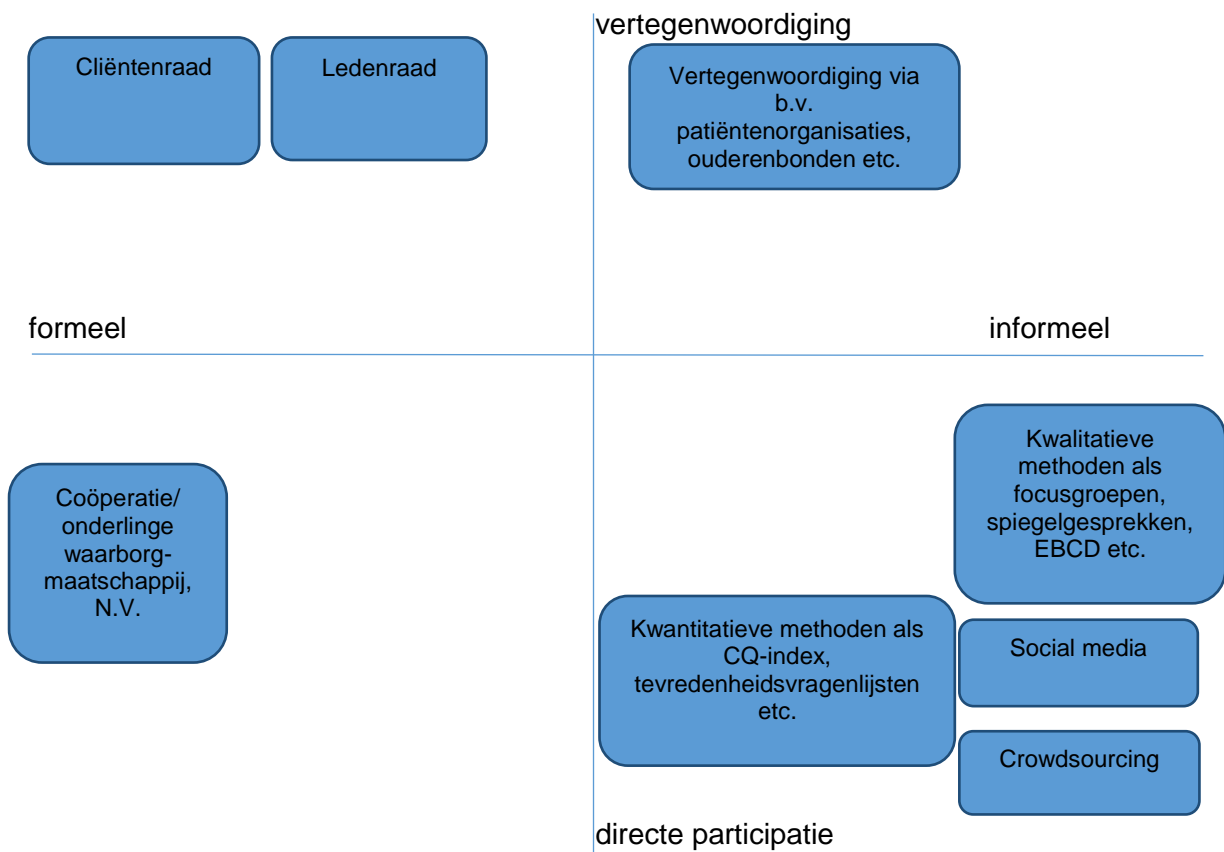 vertegenwoordiging
Cliëntenraad
Ledenraad
Vertegenwoordiging via
b.v.
patiëntenorganisaties,
ouderenbonden etc.
formeel
informeel
Coöperatie/
onderlinge
waarborg-
maatschappij,
N.V.
Kwalitatieve
methoden als
focusgroepen,
spiegelgesprekken,
EBCD etc.
Kwantitatieve methoden als
CQ-index,
tevredenheidsvragenlijsten
etc.
Social media
Crowdsourcing
directe participatie